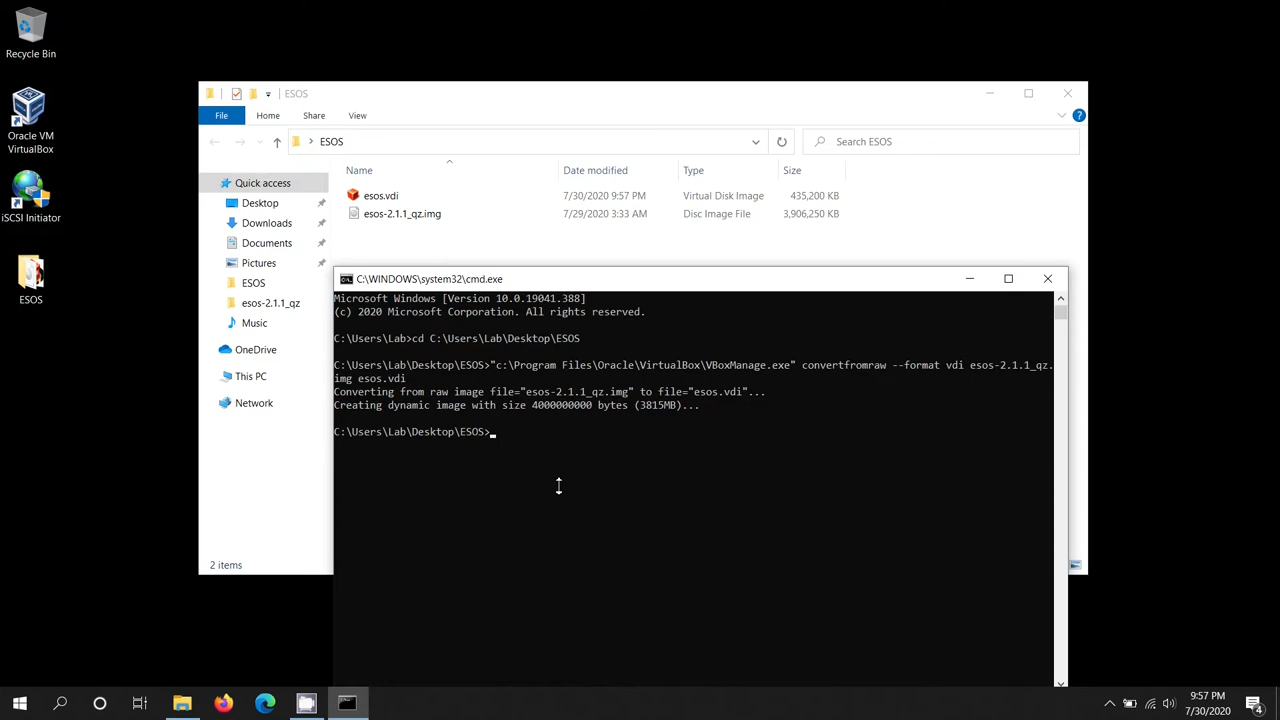 Recycle Bin
Oracle VM
VirtualBox
iSCSI Initiator
ESOS
ESOS
File
Home
Share
View
ESOS
Search ESOS
Name
Date modified
Type
Size
Quick access
Desktop
Downloads
Documents
Pictures
ESOS
esos-2.1.1_qz
Music
OneDrive
This PC
Network
esos.vdi 7/30/2020 9:57 PM Virtual Disk Image 435,200 KB
esos-2.1.1_qz.img 7/29/2020 3:33 AM Disc Image File 3,906,250 KB
2 items
C:\WINDOWS\system32\cmd.exe
Microsoft Windows [Version 10.0.19041.388]
(c) 2020 Microsoft Corporation. All rights reserved.
C:\Users\Lab>cd C:\Users\Lab\Desktop\ESOS
C:\Users\Lab\Desktop\ESOS>"c:\Program Files\Oracle\VirtualBox\VBoxManage.exe" convertfromraw --format vdi esos-2.1.1_qz.
img esos.vdi
Converting from raw image file="esos-2.1.1_qz.img" to file="esos.vdi"...
Creating dynamic image with size 4000000000 bytes (3815MB)...
C:\Users\Lab\Desktop\ESOS>
9:57 PM
7/30/2020
4